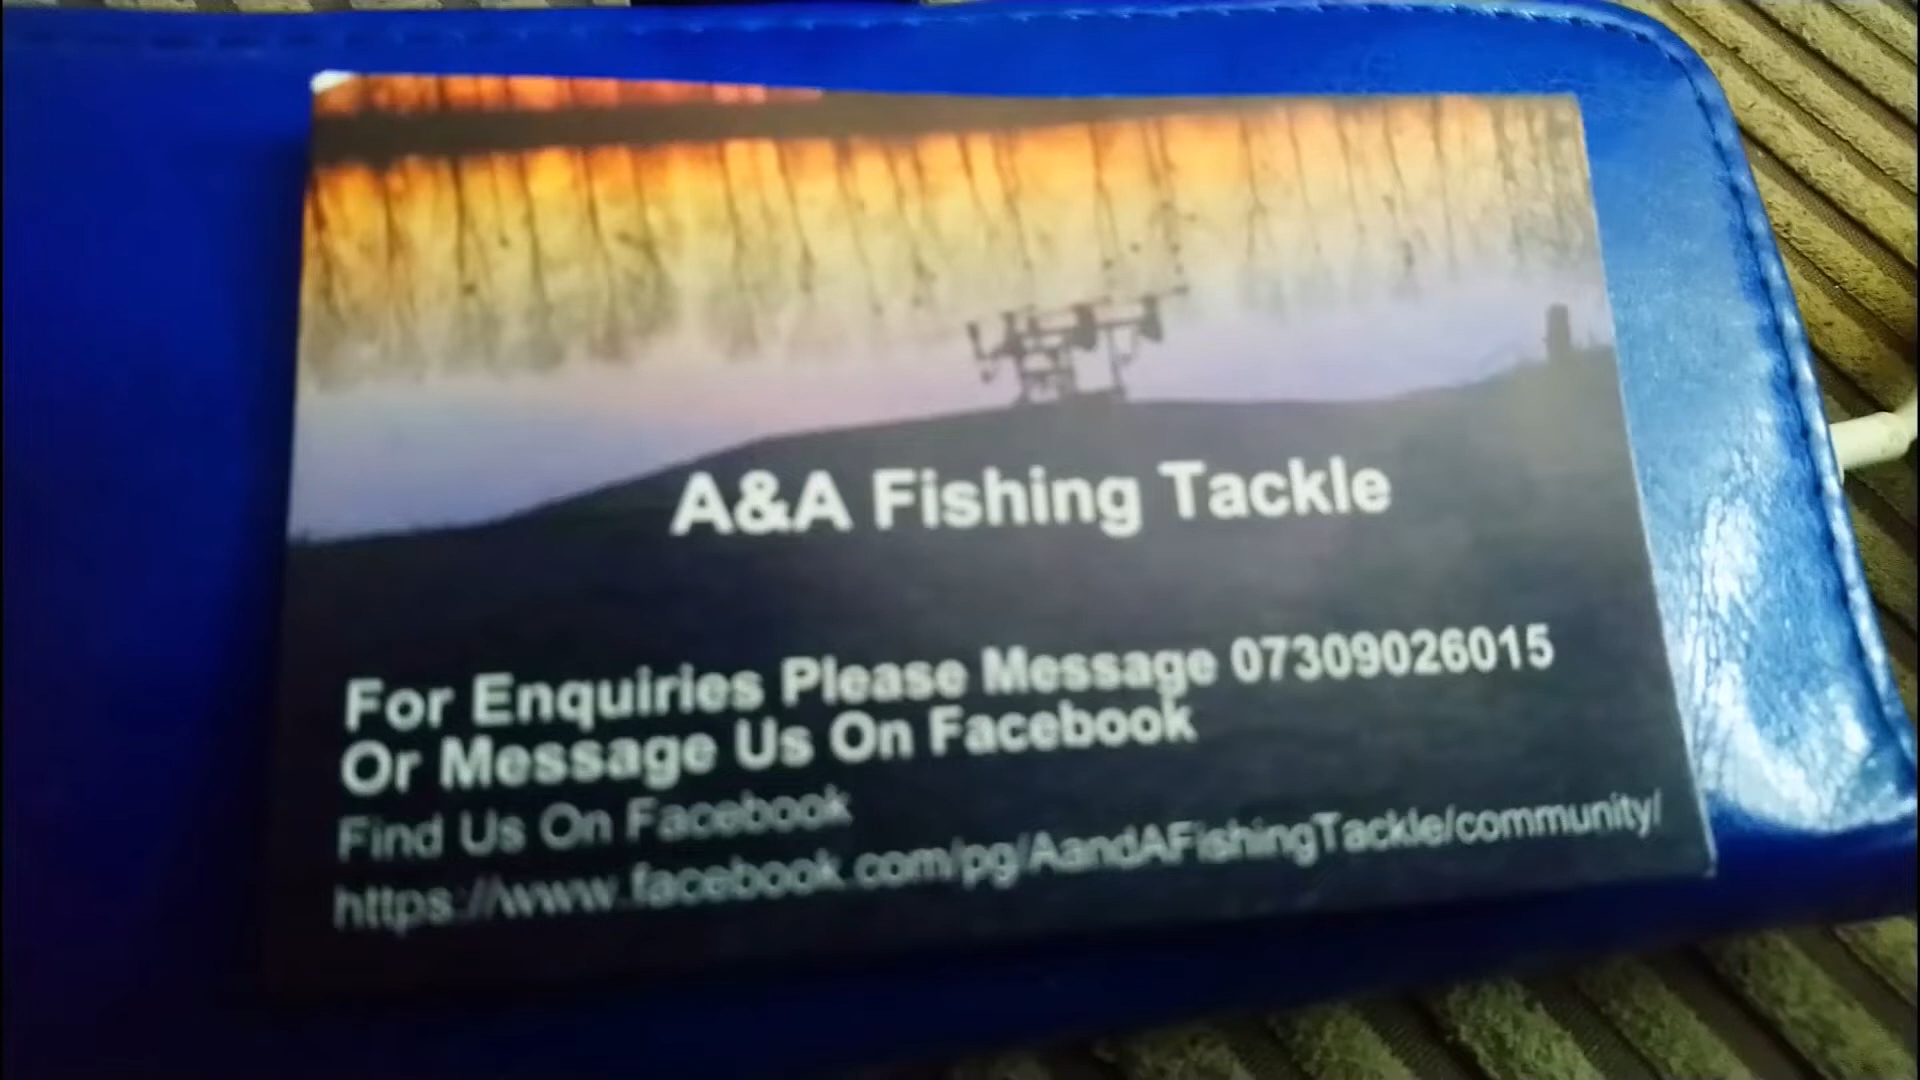 A&A Fishing Tackle
For Enquiries Please Message 07309026015
Or Message Us On Facebook
Find Us On Facebook
https://www.facebook.com/pg/AandAFishingTackle/community/